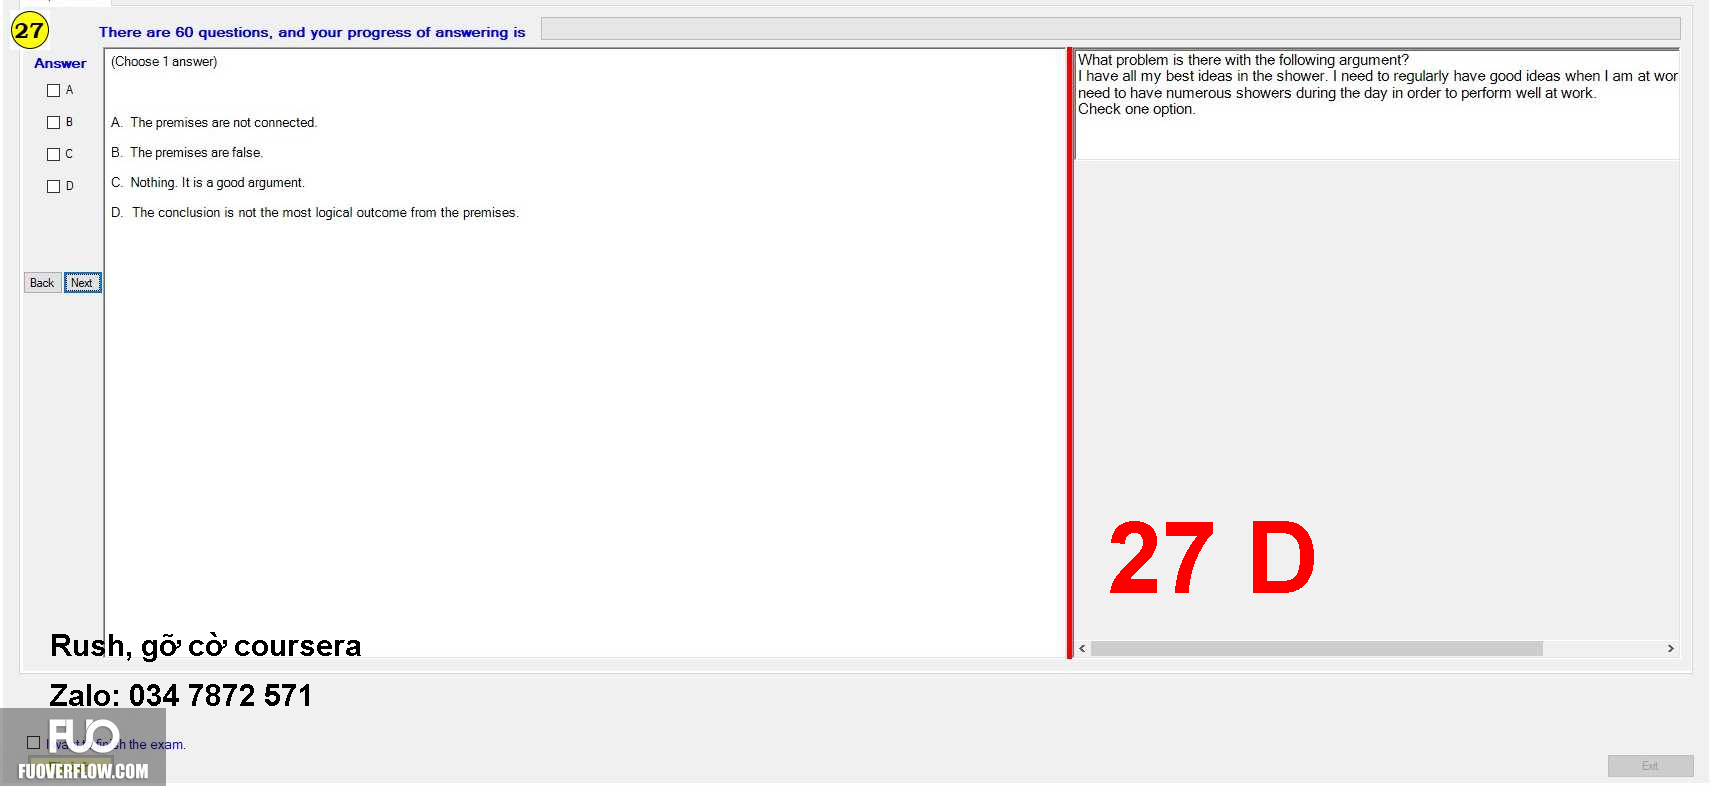 27
There are 60 questions, and your progress of answering is
Answer
A
B
C
D
Back
Next
(Choose 1 answer)
A. The premises are not connected.
B. The premises are false.
C. Nothing. It is a good argument.
D. The conclusion is not the most logical outcome from the premises.
What problem is there with the following argument?
I have all my best ideas in the shower. I need to regularly have good ideas when I am at wor
need to have numerous showers during the day in order to perform well at work.
Check one option.
27 D
Rush, gỡ cờ coursera
Zalo: 034 7872 571
I want to finish the exam.
FUO
FUOVERFLOW.COM
Exit